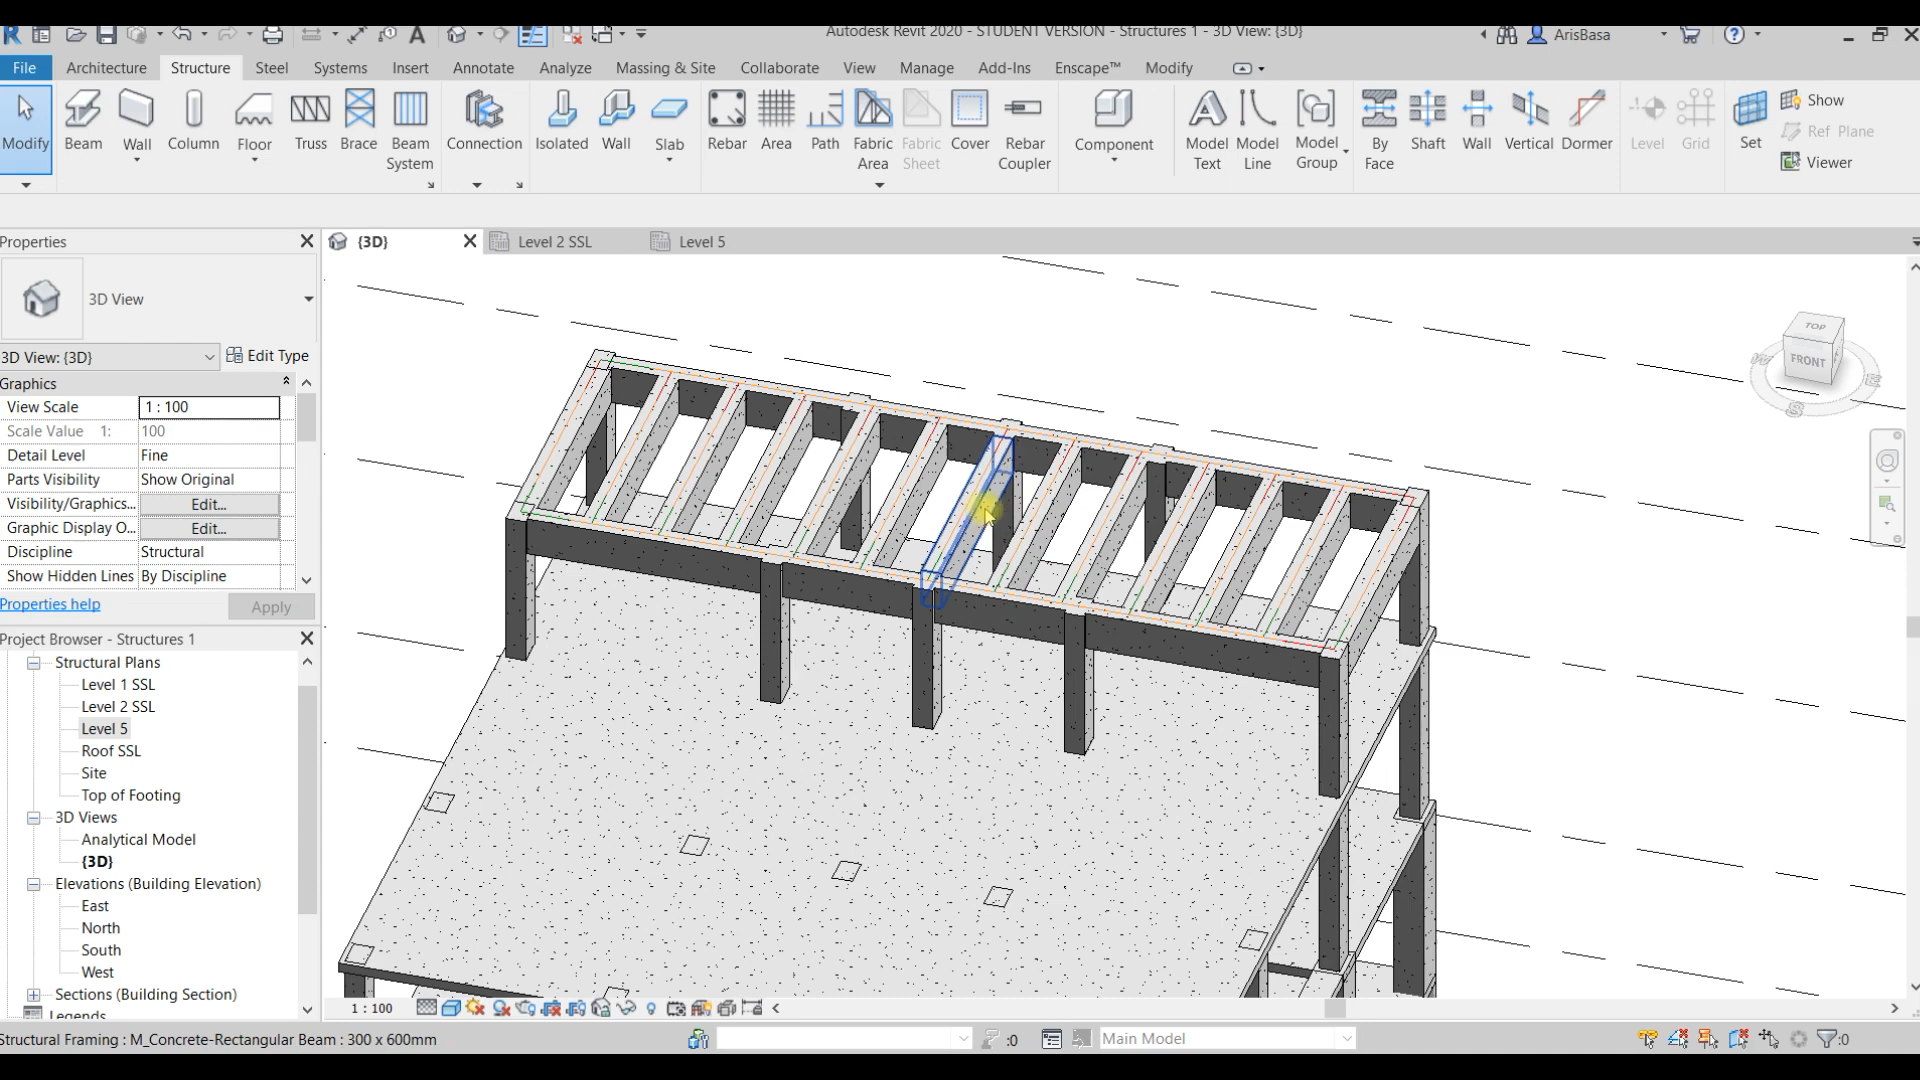 Autodesk Revit 2020 - STUDENT VERSION - Structures 1 - 3D View: {3D}
ArisBasa
File Architecture Structure Steel Systems Insert Annotate Analyze Massing & Site Collaborate View Manage Add-Ins Enscape™ Modify
Modify Beam Wall Column Floor Truss Brace Beam System Connection Isolated Wall Slab Rebar Area Path Fabric Area Fabric Sheet Cover Rebar Coupler Component Model Text Model Line Model Group By Face Shaft Wall Vertical Dormer Level Grid Set
Show
Ref Plane
Viewer
Properties
{3D} Level 2 SSL Level 5
3D View
3D View: {3D} Edit Type
Graphics
View Scale 1 : 100
Scale Value 1: 100
Detail Level Fine
Parts Visibility Show Original
Visibility/Graphics... Edit...
Graphic Display O... Edit...
Discipline Structural
Show Hidden Lines By Discipline
Properties help Apply
Project Browser - Structures 1
Structural Plans
Level 1 SSL
Level 2 SSL
Level 5
Roof SSL
Site
Top of Footing
3D Views
Analytical Model
{3D}
Elevations (Building Elevation)
East
North
South
West
Sections (Building Section)
Legends
TOP
FRONT
W
E
S
1 : 100
Structural Framing : M_Concrete-Rectangular Beam : 300 x 600mm
:0
Main Model
:0